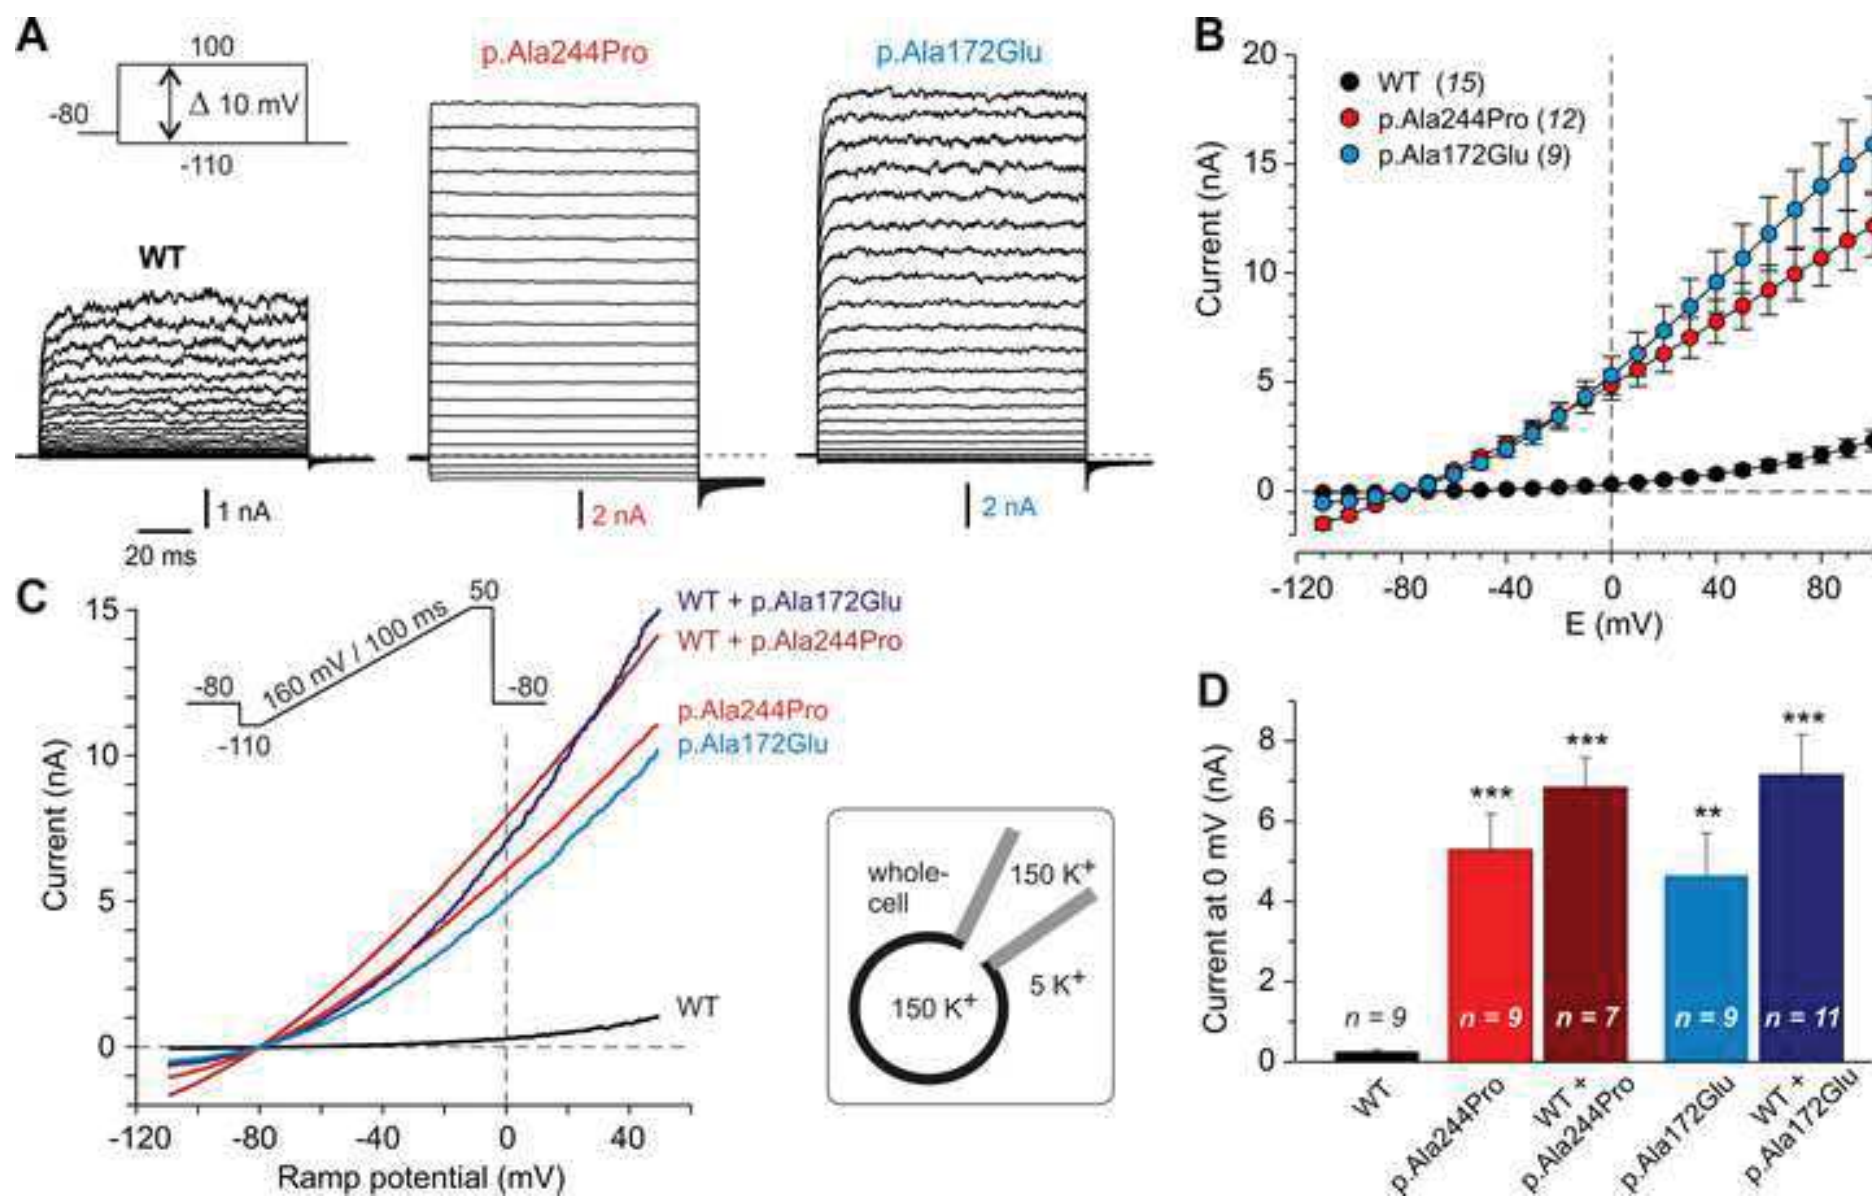 A
100
-80
Δ 10 mV
-110
WT
1 nA
20 ms
p.Ala244Pro
2 nA
p.Ala172Glu
2 nA
B
Current (nA)
20
15
10
5
0
WT (15)
p.Ala244Pro (12)
p.Ala172Glu (9)
-120
-80
-40
0
40
80
E (mV)
C
Current (nA)
15
10
5
0
-80
-110
160 mV / 100 ms
50
-80
WT + p.Ala172Glu
WT + p.Ala244Pro
p.Ala244Pro
p.Ala172Glu
WT
-120
-80
-40
0
40
Ramp potential (mV)
whole-
cell
150 K⁺
150 K⁺
5 K⁺
D
Current at 0 mV (nA)
8
6
4
2
0
***
***
**
***
n = 9
n = 9
n = 7
n = 9
n = 11
WT
p.Ala244Pro
WT +
p.Ala244Pro
p.Ala172Glu
WT +
p.Ala172Glu